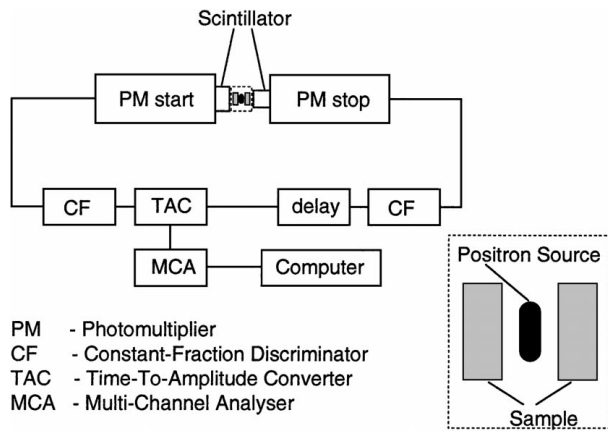 Scintillator
PM start
PM stop
CF
TAC
delay
CF
MCA
Computer
Positron Source
Sample
PM - Photomultiplier
CF - Constant-Fraction Discriminator
TAC - Time-To-Amplitude Converter
MCA - Multi-Channel Analyser